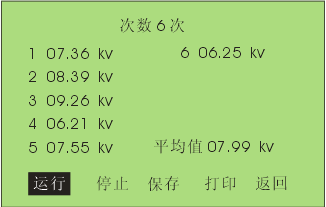 次数6次
1 07.36 kv 6 06.25 kv
2 08.39 kv
3 09.26 kv
4 06.21 kv
5 07.55 kv 平均值07.99 kv
运行 停止 保存 打印 返回